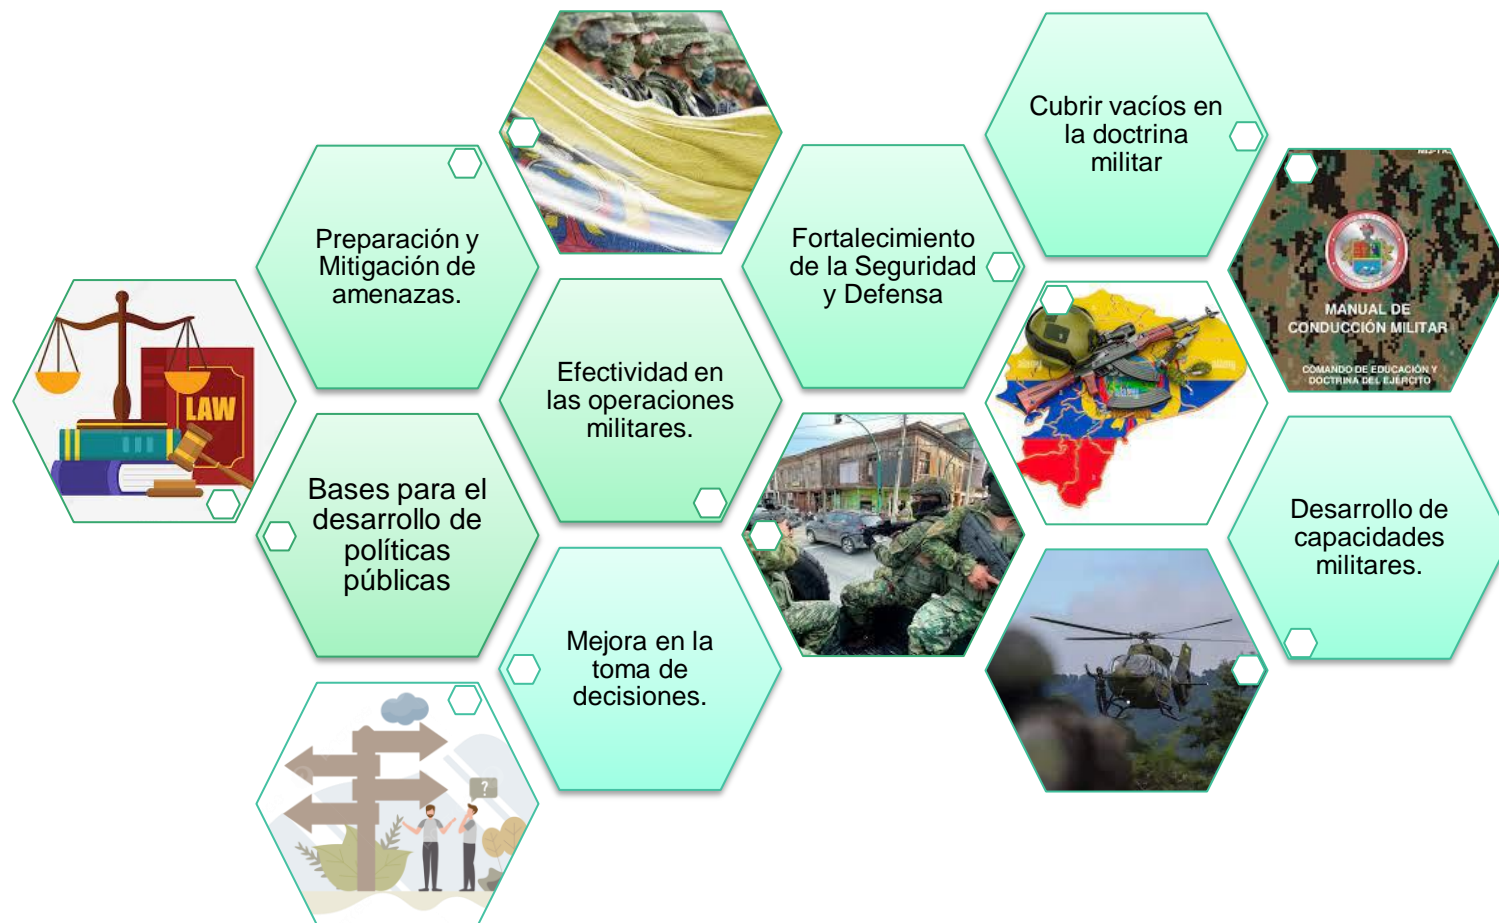 Cubrir vacíos en
la doctrina
militar
Preparación y
Mitigación de
amenazas.
Fortalecimiento
de la Seguridad
y Defensa
MANUAL DE
CONDUCCIÓN MILITAR
COMANDO DE EDUCACIÓN Y
DOCTRINA DEL EJÉRCITO
Efectividad en
las operaciones
militares.
LAW
Bases para el
desarrollo de
políticas
públicas
Desarrollo de
capacidades
militares.
Mejora en la
toma de
decisiones.
?